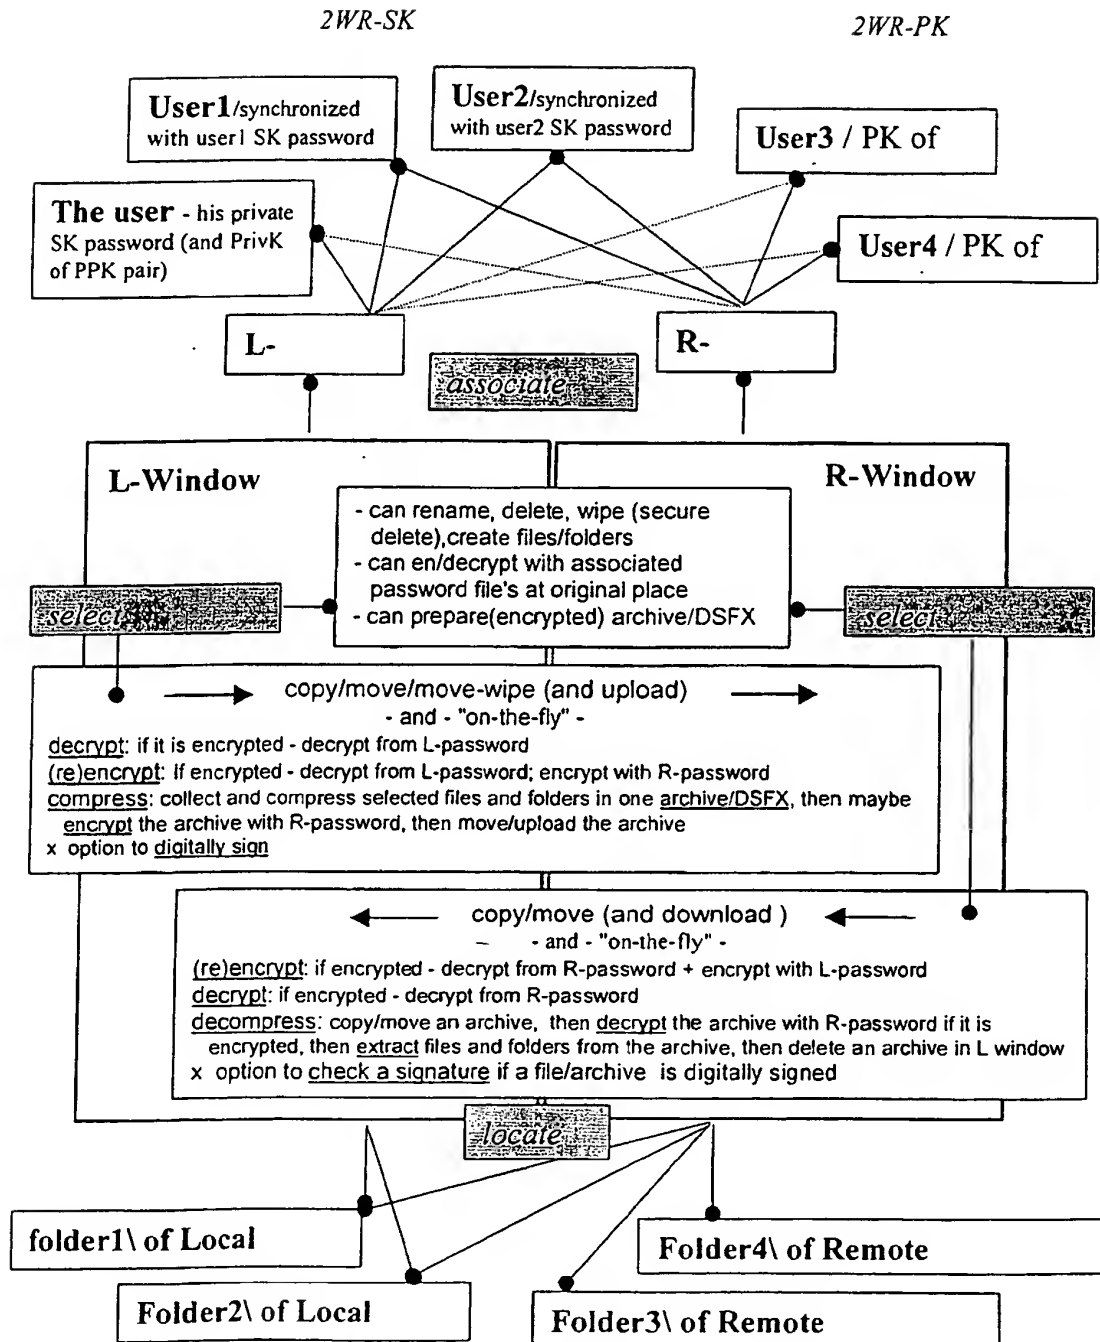 2WR-SK
2WR-PK
User1/synchronized
with user1 SK password
User2/synchronized
with user2 SK password
User3 / PK of
The user - his private
SK password (and PrivK
of PPK pair)
User4 / PK of
L-
R-
associate
L-Window
R-Window
- can rename, delete, wipe (secure
delete),create files/folders
- can en/decrypt with associated
password file's at original place
- can prepare(encrypted) archive/DSFX
select
select
copy/move/move-wipe (and upload)
- and - "on-the-fly" -
decrypt: if it is encrypted - decrypt from L-password
(re)encrypt: If encrypted - decrypt from L-password; encrypt with R-password
compress: collect and compress selected files and folders in one archive/DSFX, then maybe
encrypt the archive with R-password, then move/upload the archive
x option to digitally sign
copy/move (and download )
- and - "on-the-fly" -
(re)encrypt: if encrypted - decrypt from R-password + encrypt with L-password
decrypt: if encrypted - decrypt from R-password
decompress: copy/move an archive, then decrypt the archive with R-password if it is
encrypted, then extract files and folders from the archive, then delete an archive in L window
x option to check a signature if a file/archive is digitally signed
locate
folder1\ of Local
Folder4\ of Remote
Folder2\ of Local
Folder3\ of Remote